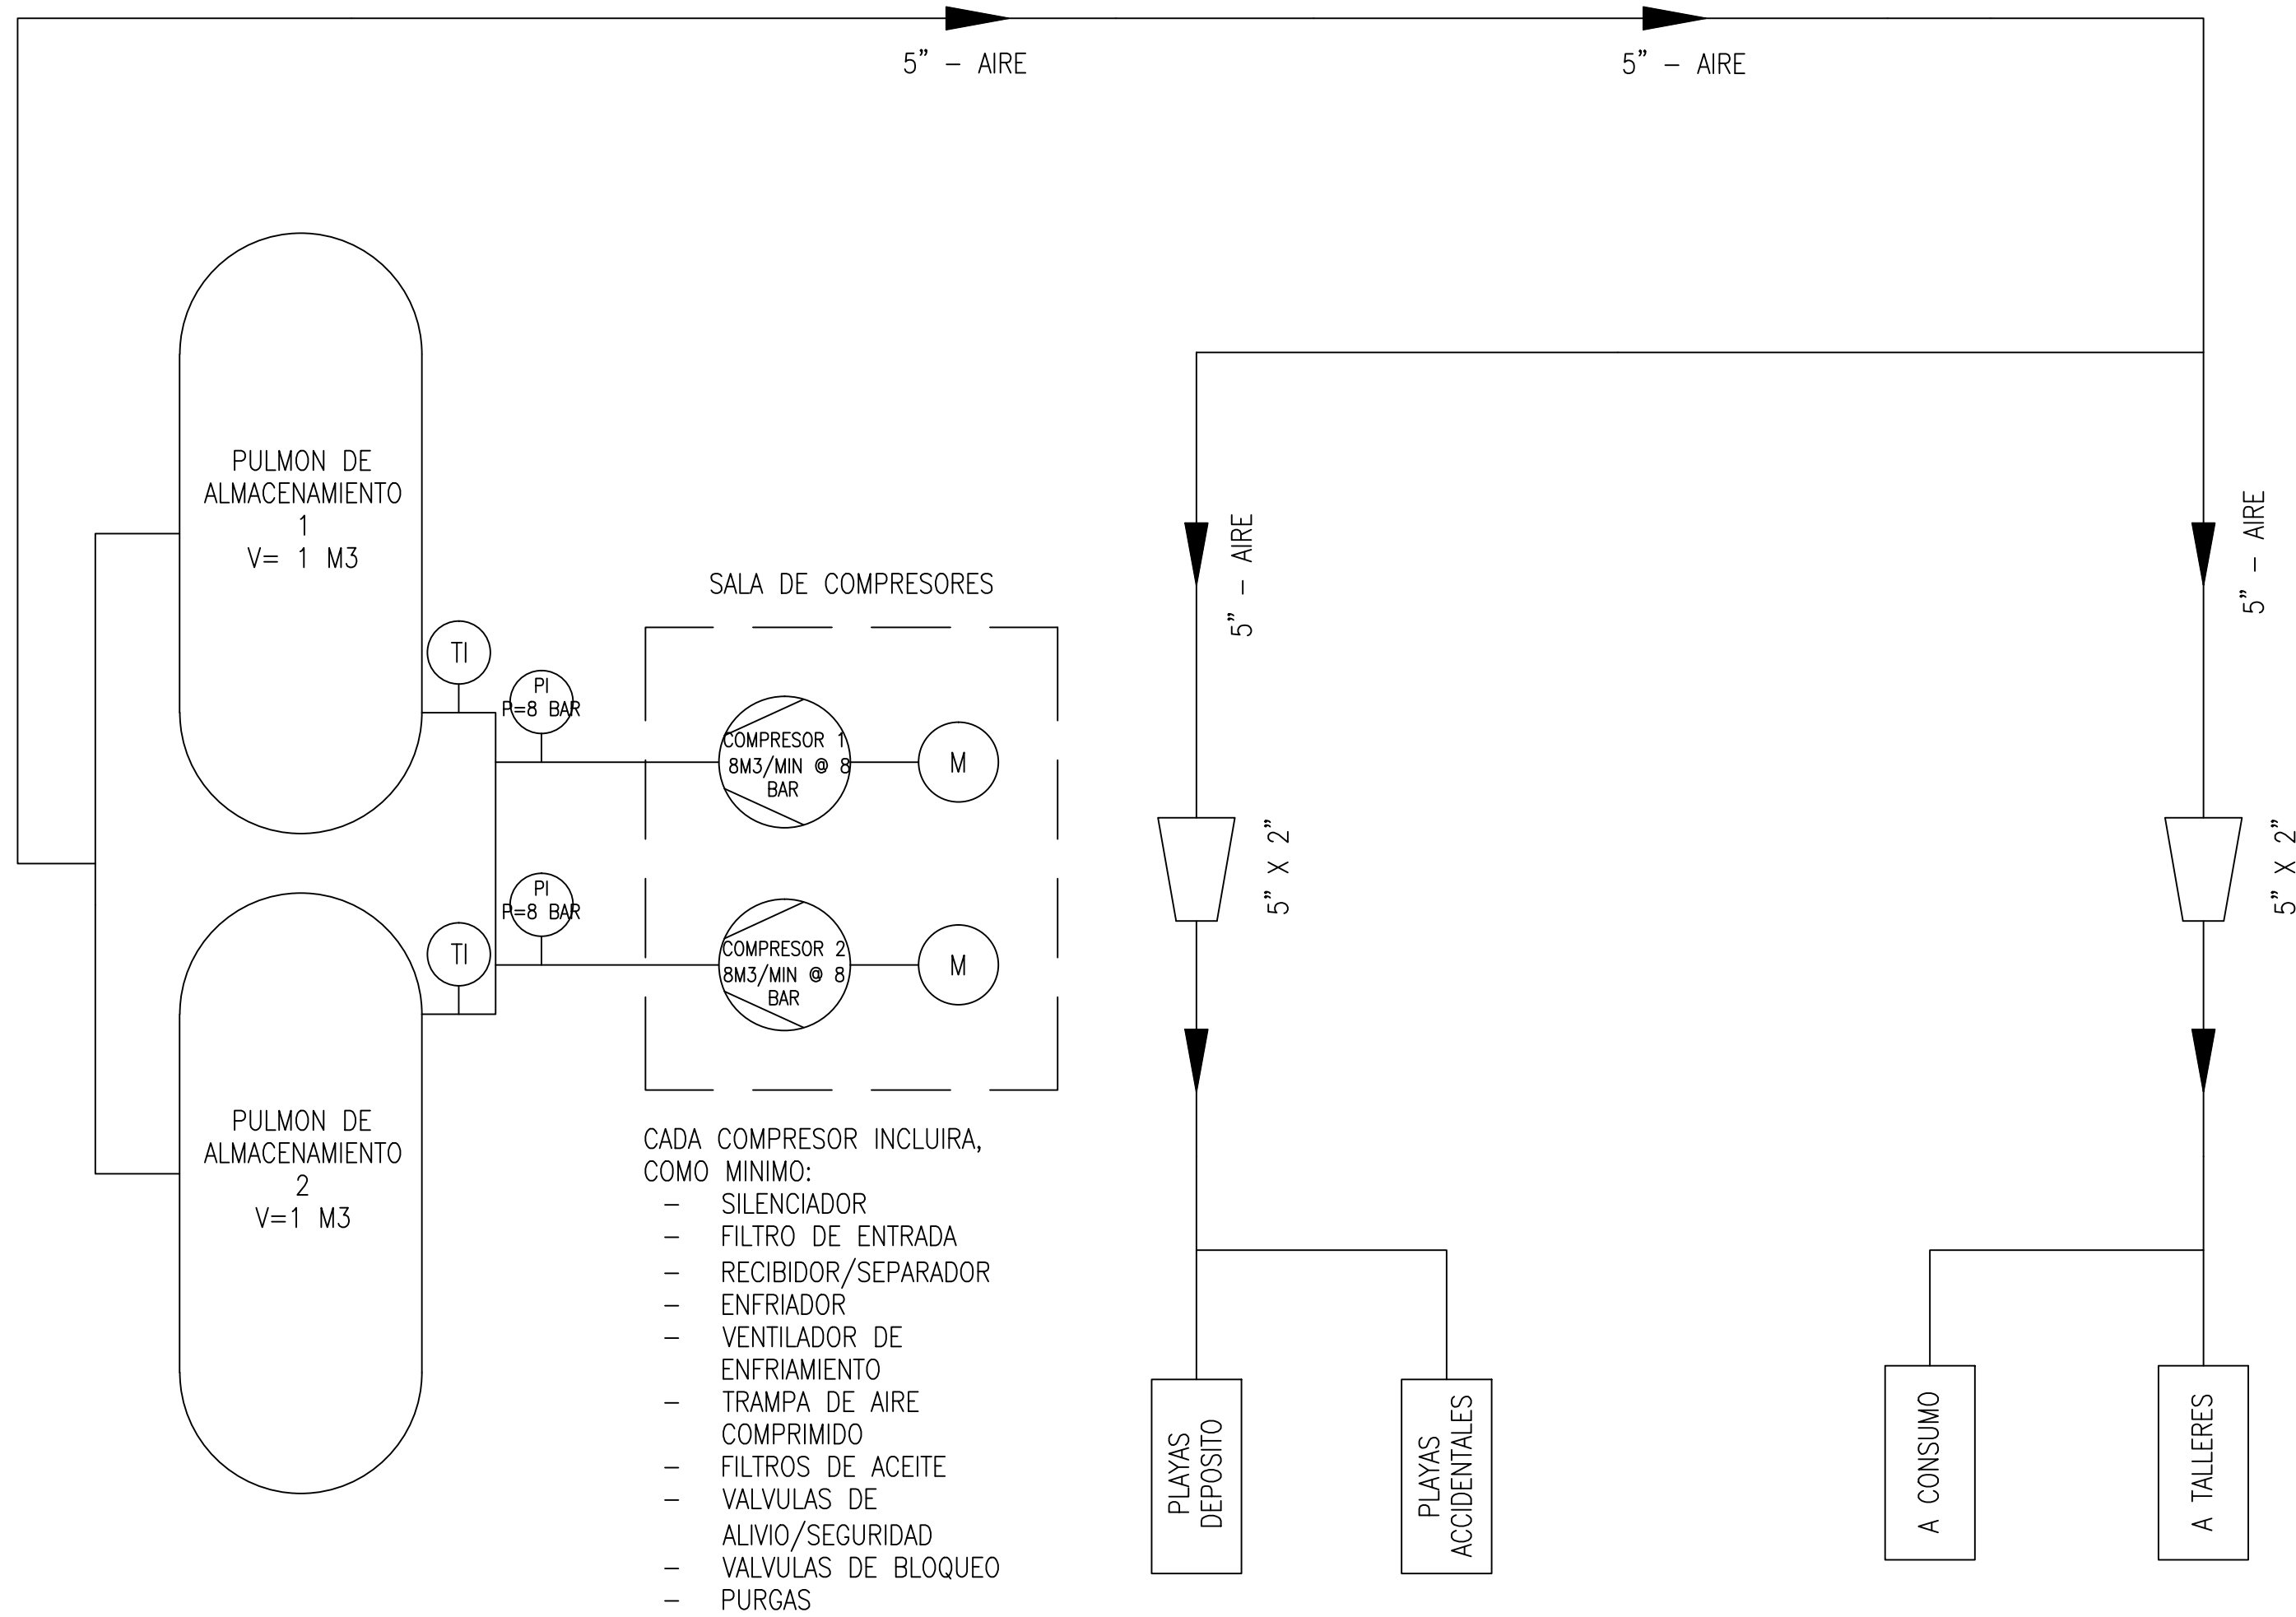 5" - AIRE
5" - AIRE
PULMON DE
ALMACENAMIENTO
1
V= 1 M3
5" - AIRE
5" - AIRE
SALA DE COMPRESORES
TI
PI
P=8 BAR
COMPRESOR 1
8M3/MIN @ 8
BAR
M
5" X 2"
5" X 2"
TI
PI
P=8 BAR
COMPRESOR 2
8M3/MIN @ 8
BAR
M
PULMON DE
ALMACENAMIENTO
2
V=1 M3
CADA COMPRESOR INCLUIRA,
COMO MINIMO:
- SILENCIADOR
- FILTRO DE ENTRADA
- RECIBIDOR/SEPARADOR
- ENFRIADOR
- VENTILADOR DE
ENFRIAMIENTO
- TRAMPA DE AIRE
COMPRIMIDO
- FILTROS DE ACEITE
- VALVULAS DE
ALIVIO/SEGURIDAD
- VALVULAS DE BLOQUEO
- PURGAS
PLAYAS
DEPOSITO
PLAYAS
ACCIDENTALES
A CONSUMO
A TALLERES